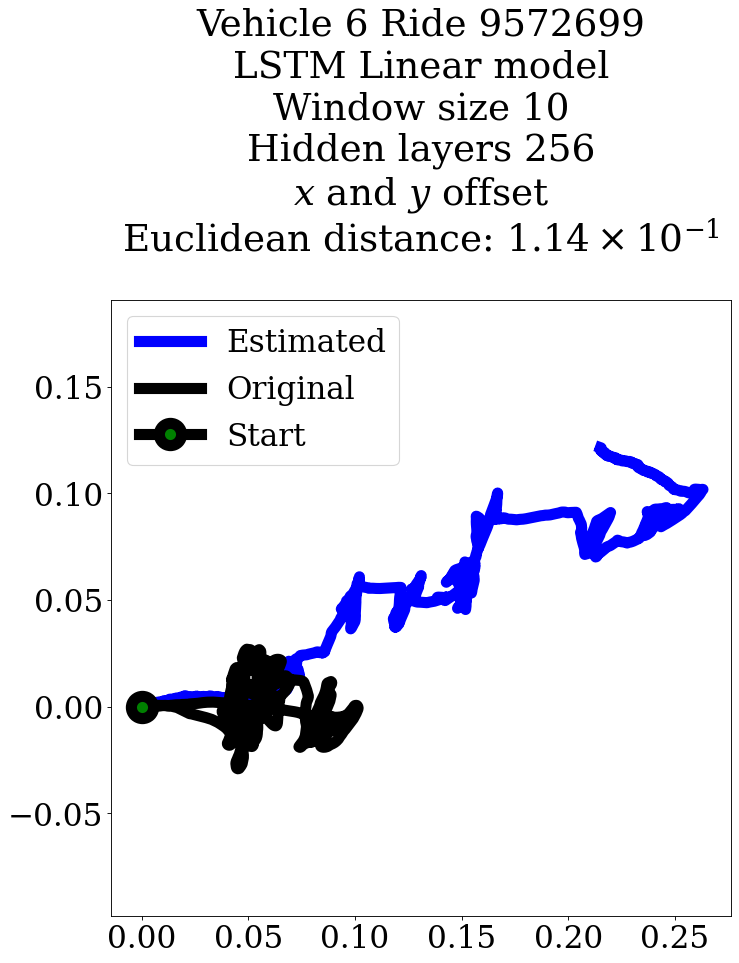 Vehicle 6 Ride 9572699
LSTM Linear model
Window size 10
Hidden layers 256
x and y offset
Euclidean distance: 1.14 × 10⁻¹
Estimated
Original
Start
0.15
0.10
0.05
0.00
−0.05
0.00 0.05 0.10 0.15 0.20 0.25